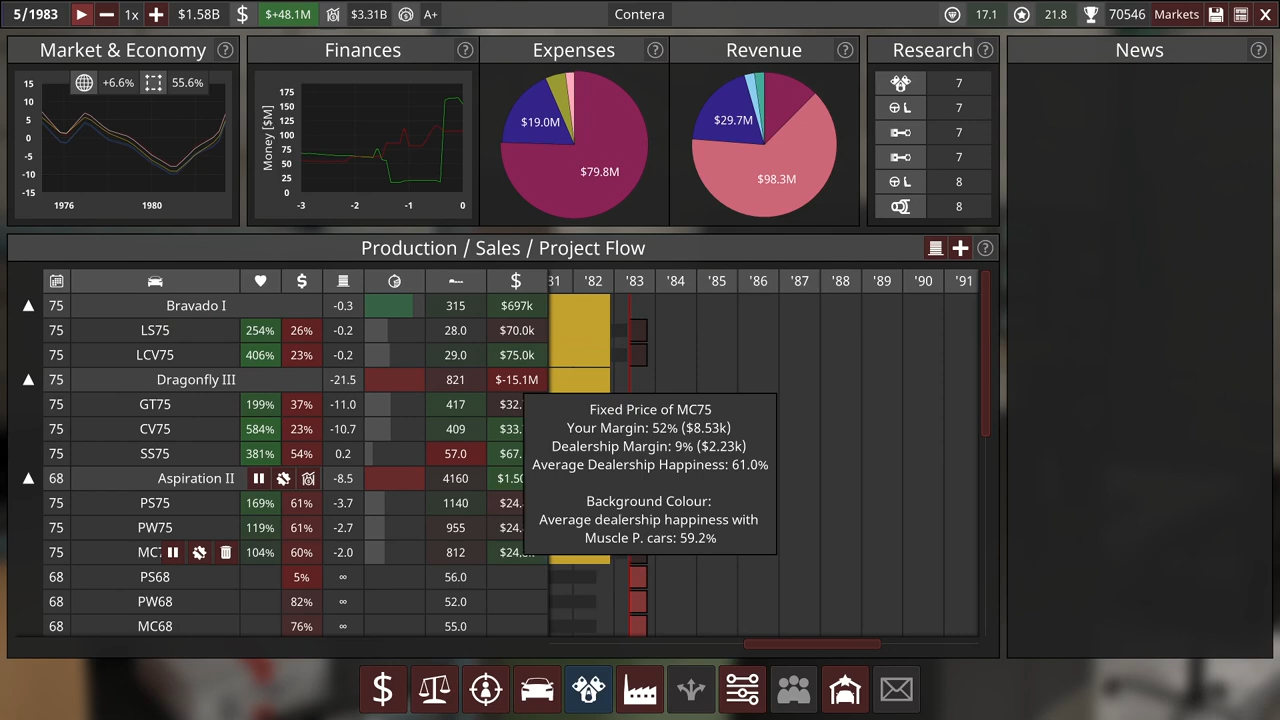 5/1983 1x $1.58B $+48.1M $3.31B A+ Contera 17.1 21.8 70546 Markets
Market & Economy
+6.6% 55.6%
15
10
5
0
-5
-10
-15
1976 1980
Finances
Money [$M]
175
150
125
100
75
50
25
0
-3 -2 -1 0
Expenses
$19.0M
$79.8M
Revenue
$29.7M
$98.3M
Research
7
L 7
7
7
L 8
8
News
Production / Sales / Project Flow
$ $ 31 '82 '83 '84 '85 '86 '87 '88 '89 '90 '91
75 Bravado I -0.3 315 $697k
75 LS75 254% 26% -0.2 28.0 $70.0k
75 LCV75 406% 23% -0.2 29.0 $75.0k
75 Dragonfly III -21.5 821 $-15.1M
75 GT75 199% 37% -11.0 417 $32.
75 CV75 584% 23% -10.7 409 $33.
75 SS75 381% 54% 0.2 57.0 $67.
68 Aspiration II -8.5 4160 $1.50
75 PS75 169% 61% -3.7 1140 $24.
75 PW75 119% 61% -2.7 955 $24.
75 MC7 104% 60% -2.0 812 $24.
68 PS68 5% ∞ 56.0
68 PW68 82% ∞ 52.0
68 MC68 76% ∞ 55.0
Fixed Price of MC75
Your Margin: 52% ($8.53k)
Dealership Margin: 9% ($2.23k)
Average Dealership Happiness: 61.0%
Background Colour:
Average dealership happiness with
Muscle P. cars: 59.2%